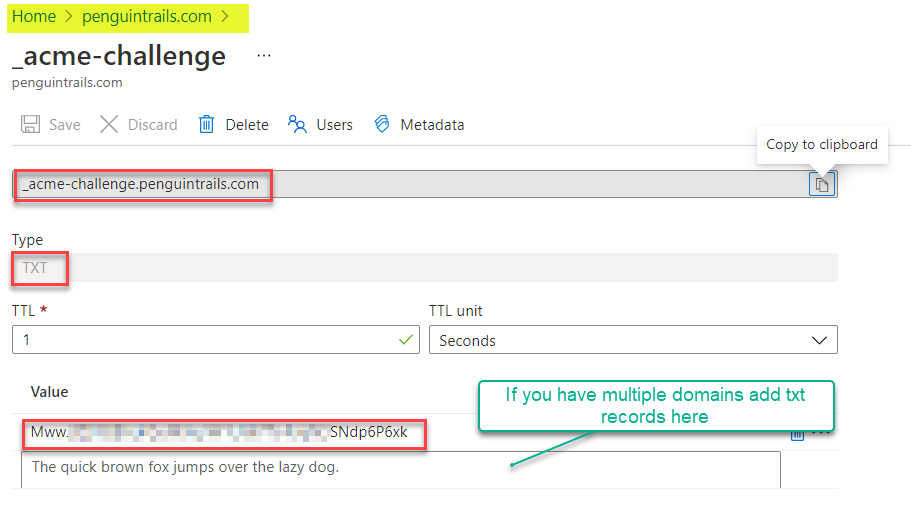 Home > penguintrails.com >
_acme-challenge ...
penguintrails.com
Save Discard Delete Users Metadata
Copy to clipboard
_acme-challenge.penguintrails.com
Type
TXT
TTL * TTL unit
1 Seconds
Value
If you have multiple domains add txt
records here
Mww. SNdp6P6xk
The quick brown fox jumps over the lazy dog.